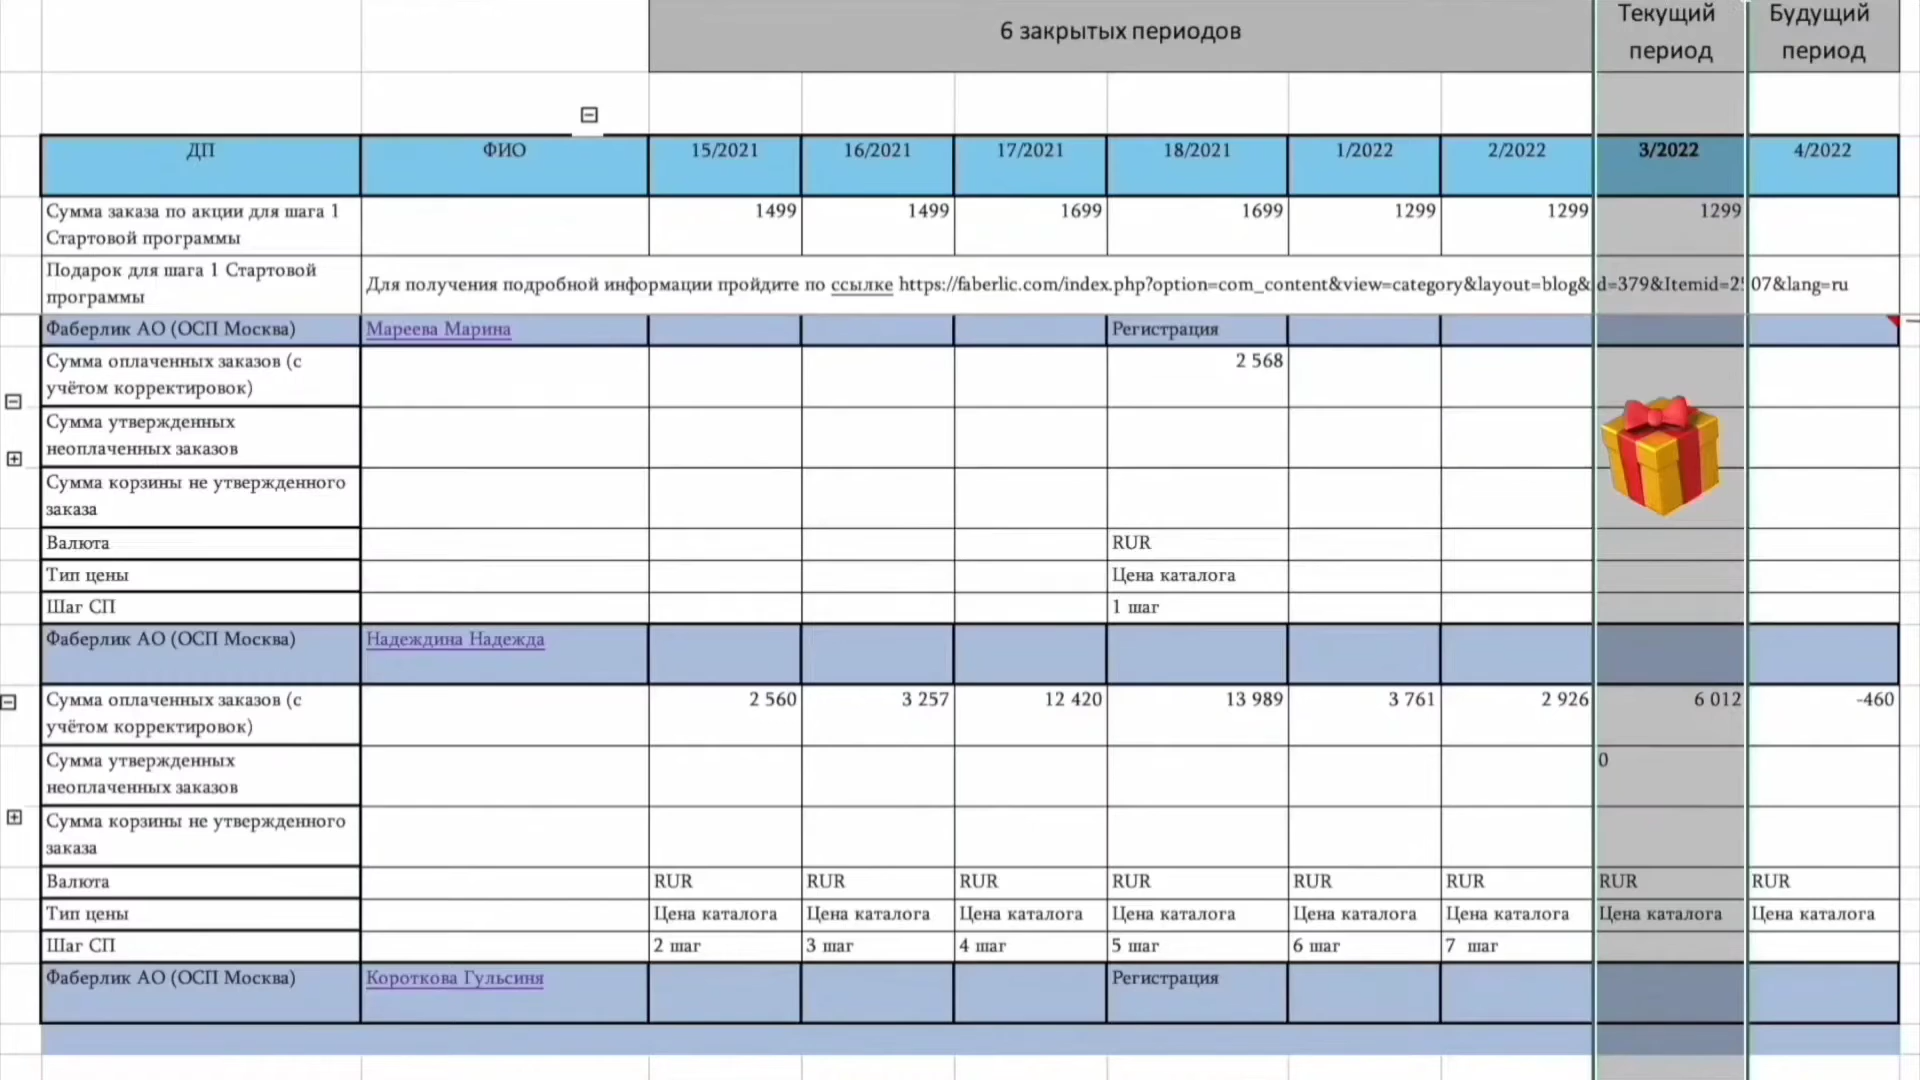 6 закрытых периодов
Текущий период
Будущий период
ДП ФИО 15/2021 16/2021 17/2021 18/2021 1/2022 2/2022 3/2022 4/2022
Сумма заказа по акции для шага 1 1499 1499 1699 1699 1299 1299 1299
Стартовой программы
Подарок для шага 1 Стартовой
программы
Для получения подробной информации пройдите по ссылке https://faberlic.com/index.php?option=com_content&view=category&layout=blog& d=379&Itemid=2 07&lang=ru
Фаберлик АО (ОСП Москва) Мареева Марина Регистрация
Сумма оплаченных заказов (с 2 568
учётом корректировок)
Сумма утвержденных
неоплаченных заказов
Сумма корзины не утвержденного
заказа
Валюта RUR
Тип цены Цена каталога
Шаг СП 1 шаг
Фаберлик АО (ОСП Москва) Надеждина Надежда
Сумма оплаченных заказов (с 2 560 3 257 12 420 13 989 3 761 2 926 6 012 -460
учётом корректировок)
Сумма утвержденных 0
неоплаченных заказов
Сумма корзины не утвержденного
заказа
Валюта RUR RUR RUR RUR RUR RUR RUR RUR
Тип цены Цена каталога Цена каталога Цена каталога Цена каталога Цена каталога Цена каталога Цена каталога Цена каталога
Шаг СП 2 шаг 3 шаг 4 шаг 5 шаг 6 шаг 7 шаг
Фаберлик АО (ОСП Москва) Короткова Гульсиня Регистрация